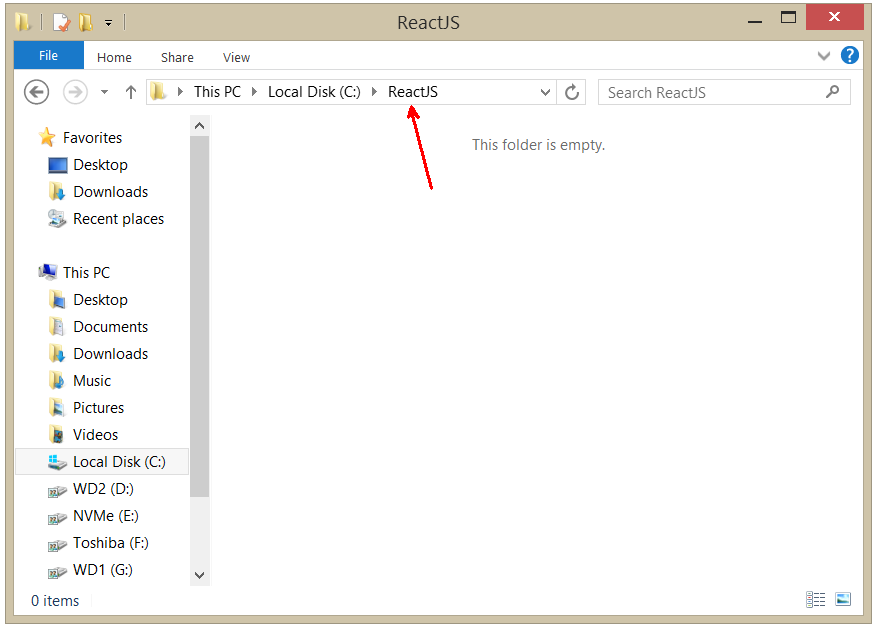 ReactJS
File Home Share View
This PC Local Disk (C:) ReactJS
Search ReactJS
This folder is empty.
Favorites
Desktop
Downloads
Recent places
This PC
Desktop
Documents
Downloads
Music
Pictures
Videos
Local Disk (C:)
WD2 (D:)
NVMe (E:)
Toshiba (F:)
WD1 (G:)
0 items